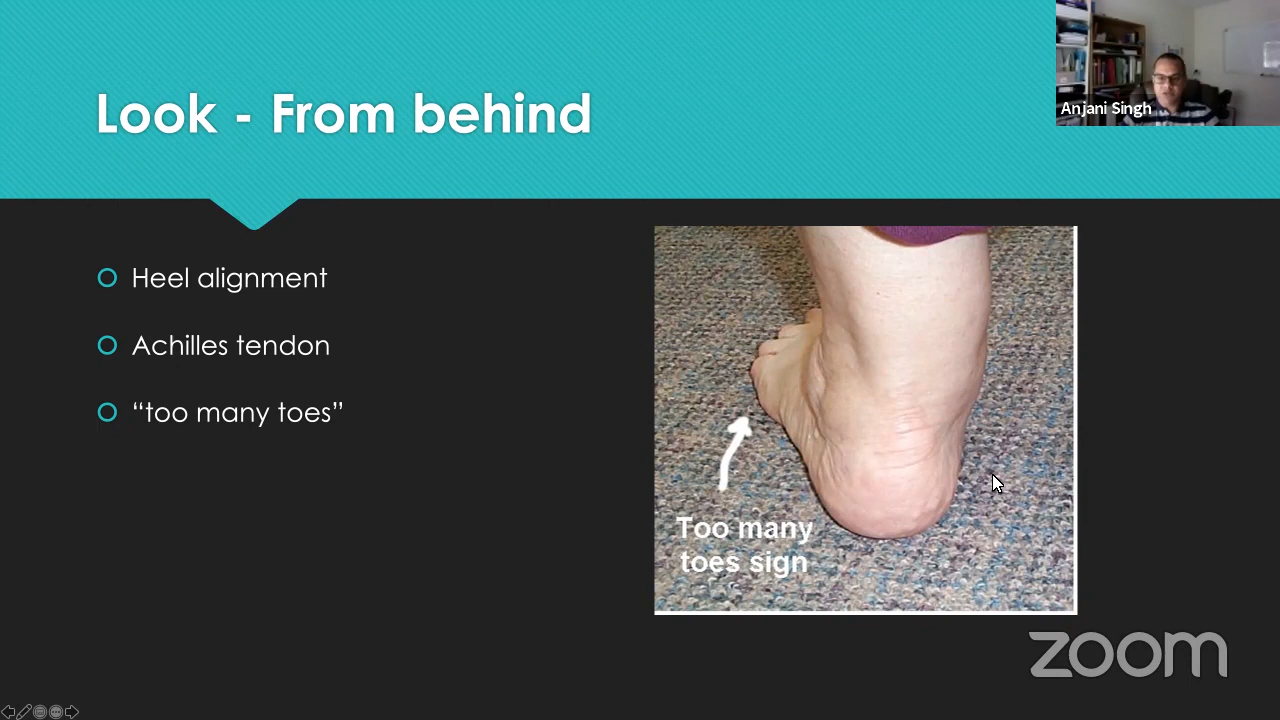 Look - From behind
Anjani Singh
Heel alignment
Achilles tendon
“too many toes”
Too many
toes sign
zoom